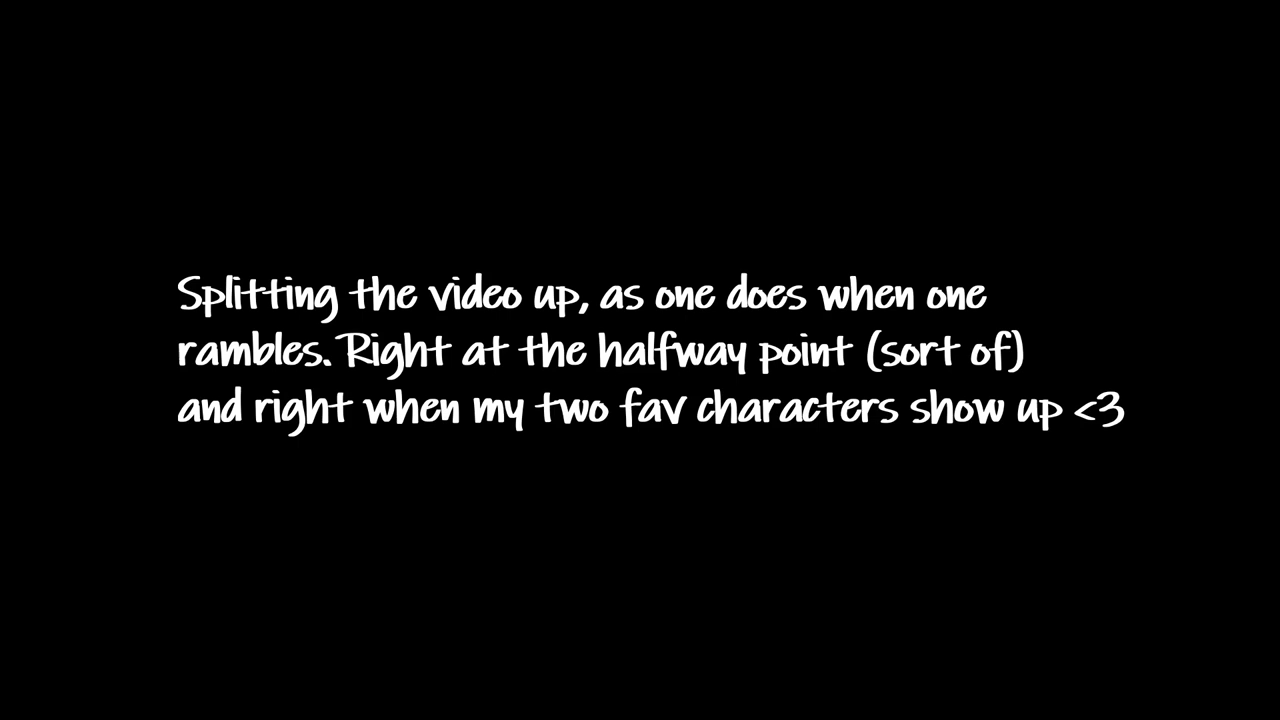 Splitting the video up, as one does when one
rambles. Right at the halfway point (sort of)
and right when my two fav characters show up <3